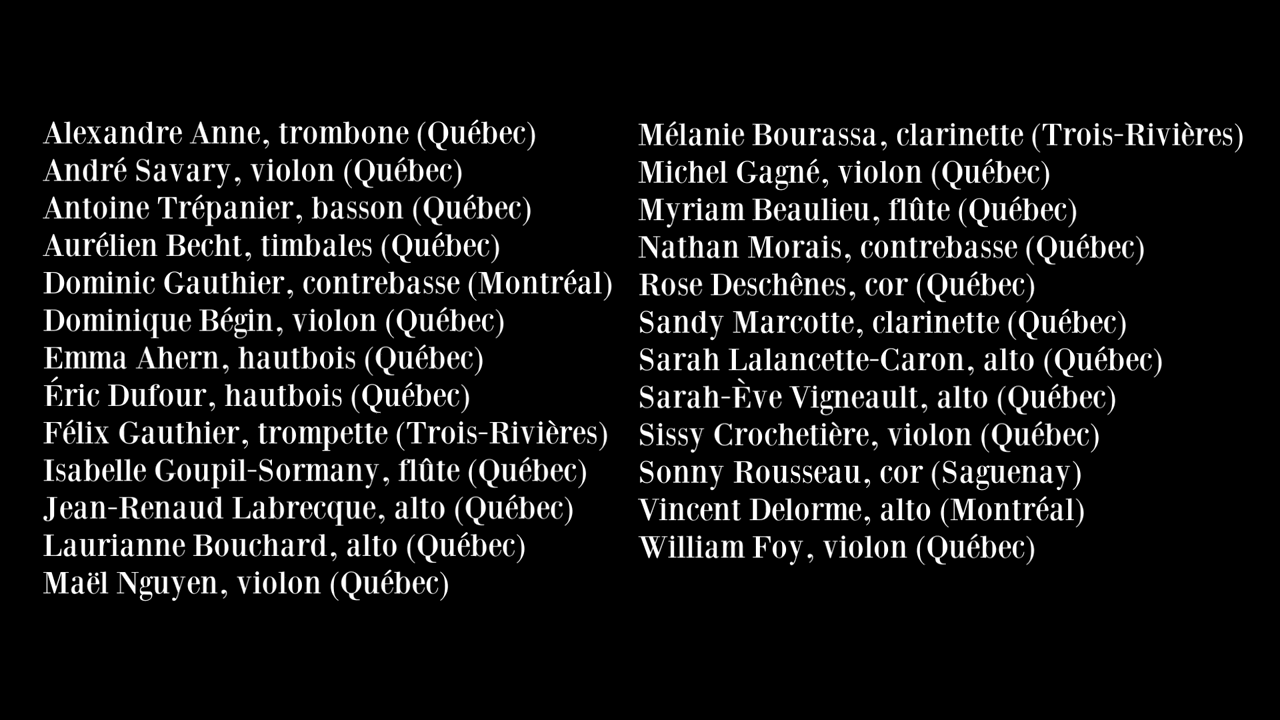 Alexandre Anne, trombone (Québec)
André Savary, violon (Québec)
Antoine Trépanier, basson (Québec)
Aurélien Becht, timbales (Québec)
Dominic Gauthier, contrebasse (Montréal)
Dominique Bégin, violon (Québec)
Emma Ahern, hautbois (Québec)
Éric Dufour, hautbois (Québec)
Félix Gauthier, trompette (Trois-Rivières)
Isabelle Goupil-Sormany, flûte (Québec)
Jean-Renaud Labrecque, alto (Québec)
Laurianne Bouchard, alto (Québec)
Maël Nguyen, violon (Québec)
Mélanie Bourassa, clarinette (Trois-Rivières)
Michel Gagné, violon (Québec)
Myriam Beaulieu, flûte (Québec)
Nathan Morais, contrebasse (Québec)
Rose Deschênes, cor (Québec)
Sandy Marcotte, clarinette (Québec)
Sarah Lalancette-Caron, alto (Québec)
Sarah-Ève Vigneault, alto (Québec)
Sissy Crochetière, violon (Québec)
Sonny Rousseau, cor (Saguenay)
Vincent Delorme, alto (Montréal)
William Foy, violon (Québec)